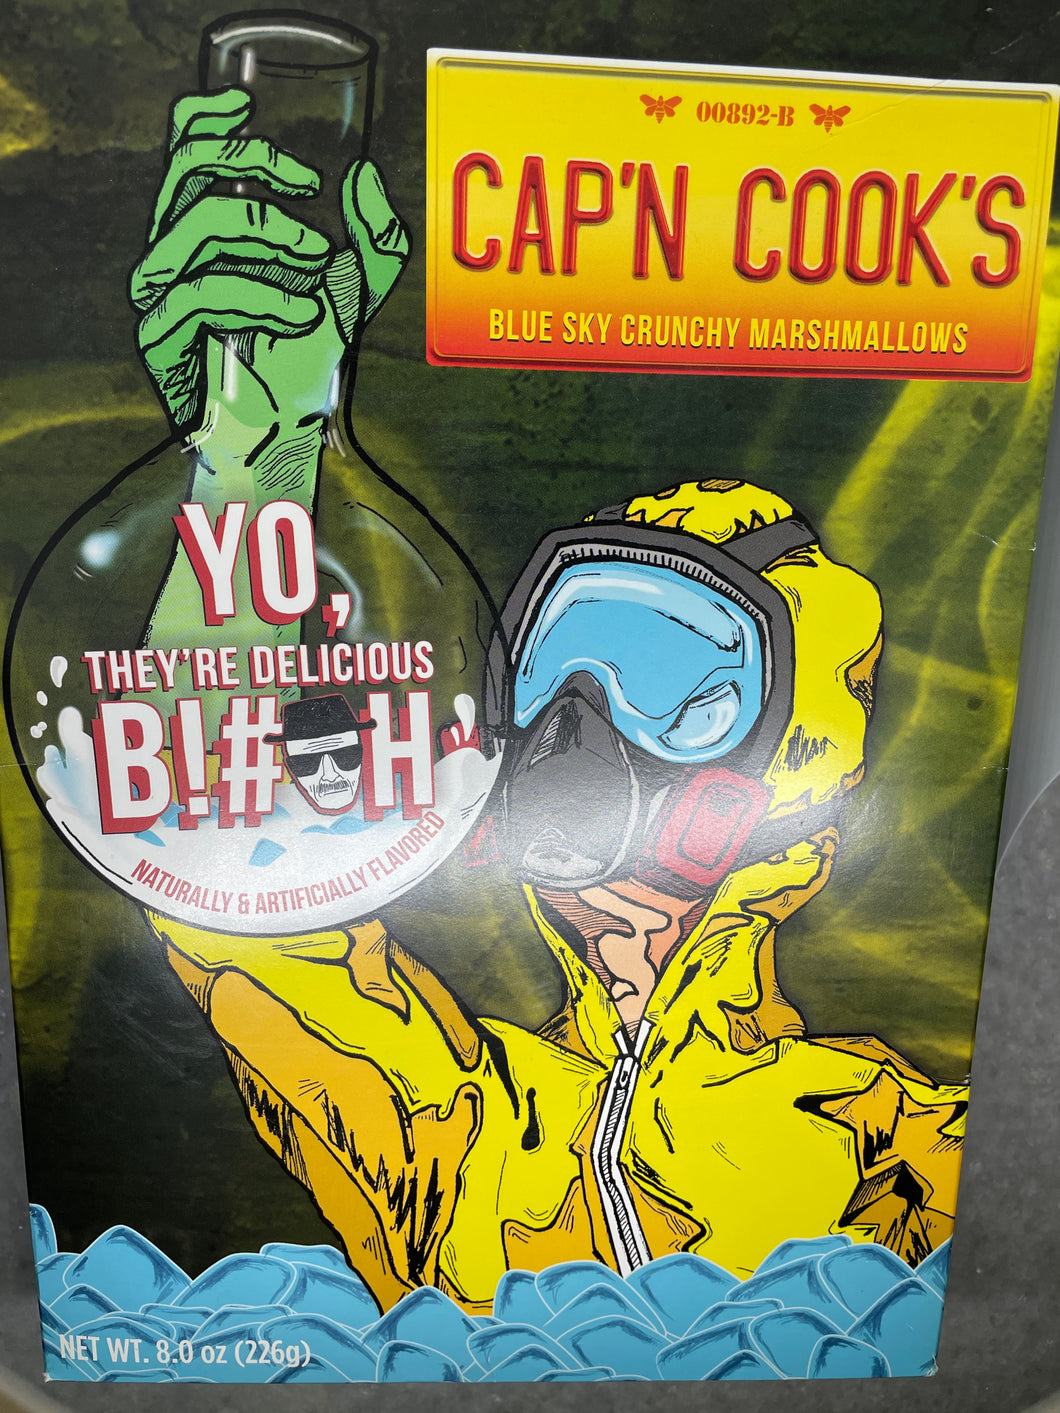 00892-B
CAP'N COOK'S
BLUE SKY CRUNCHY MARSHMALLOWS
YO,
THEY'RE DELICIOUS
B!#H
NATURALLY & ARTIFICIALLY FLAVORED
NET WT. 8.0 oz (226g)